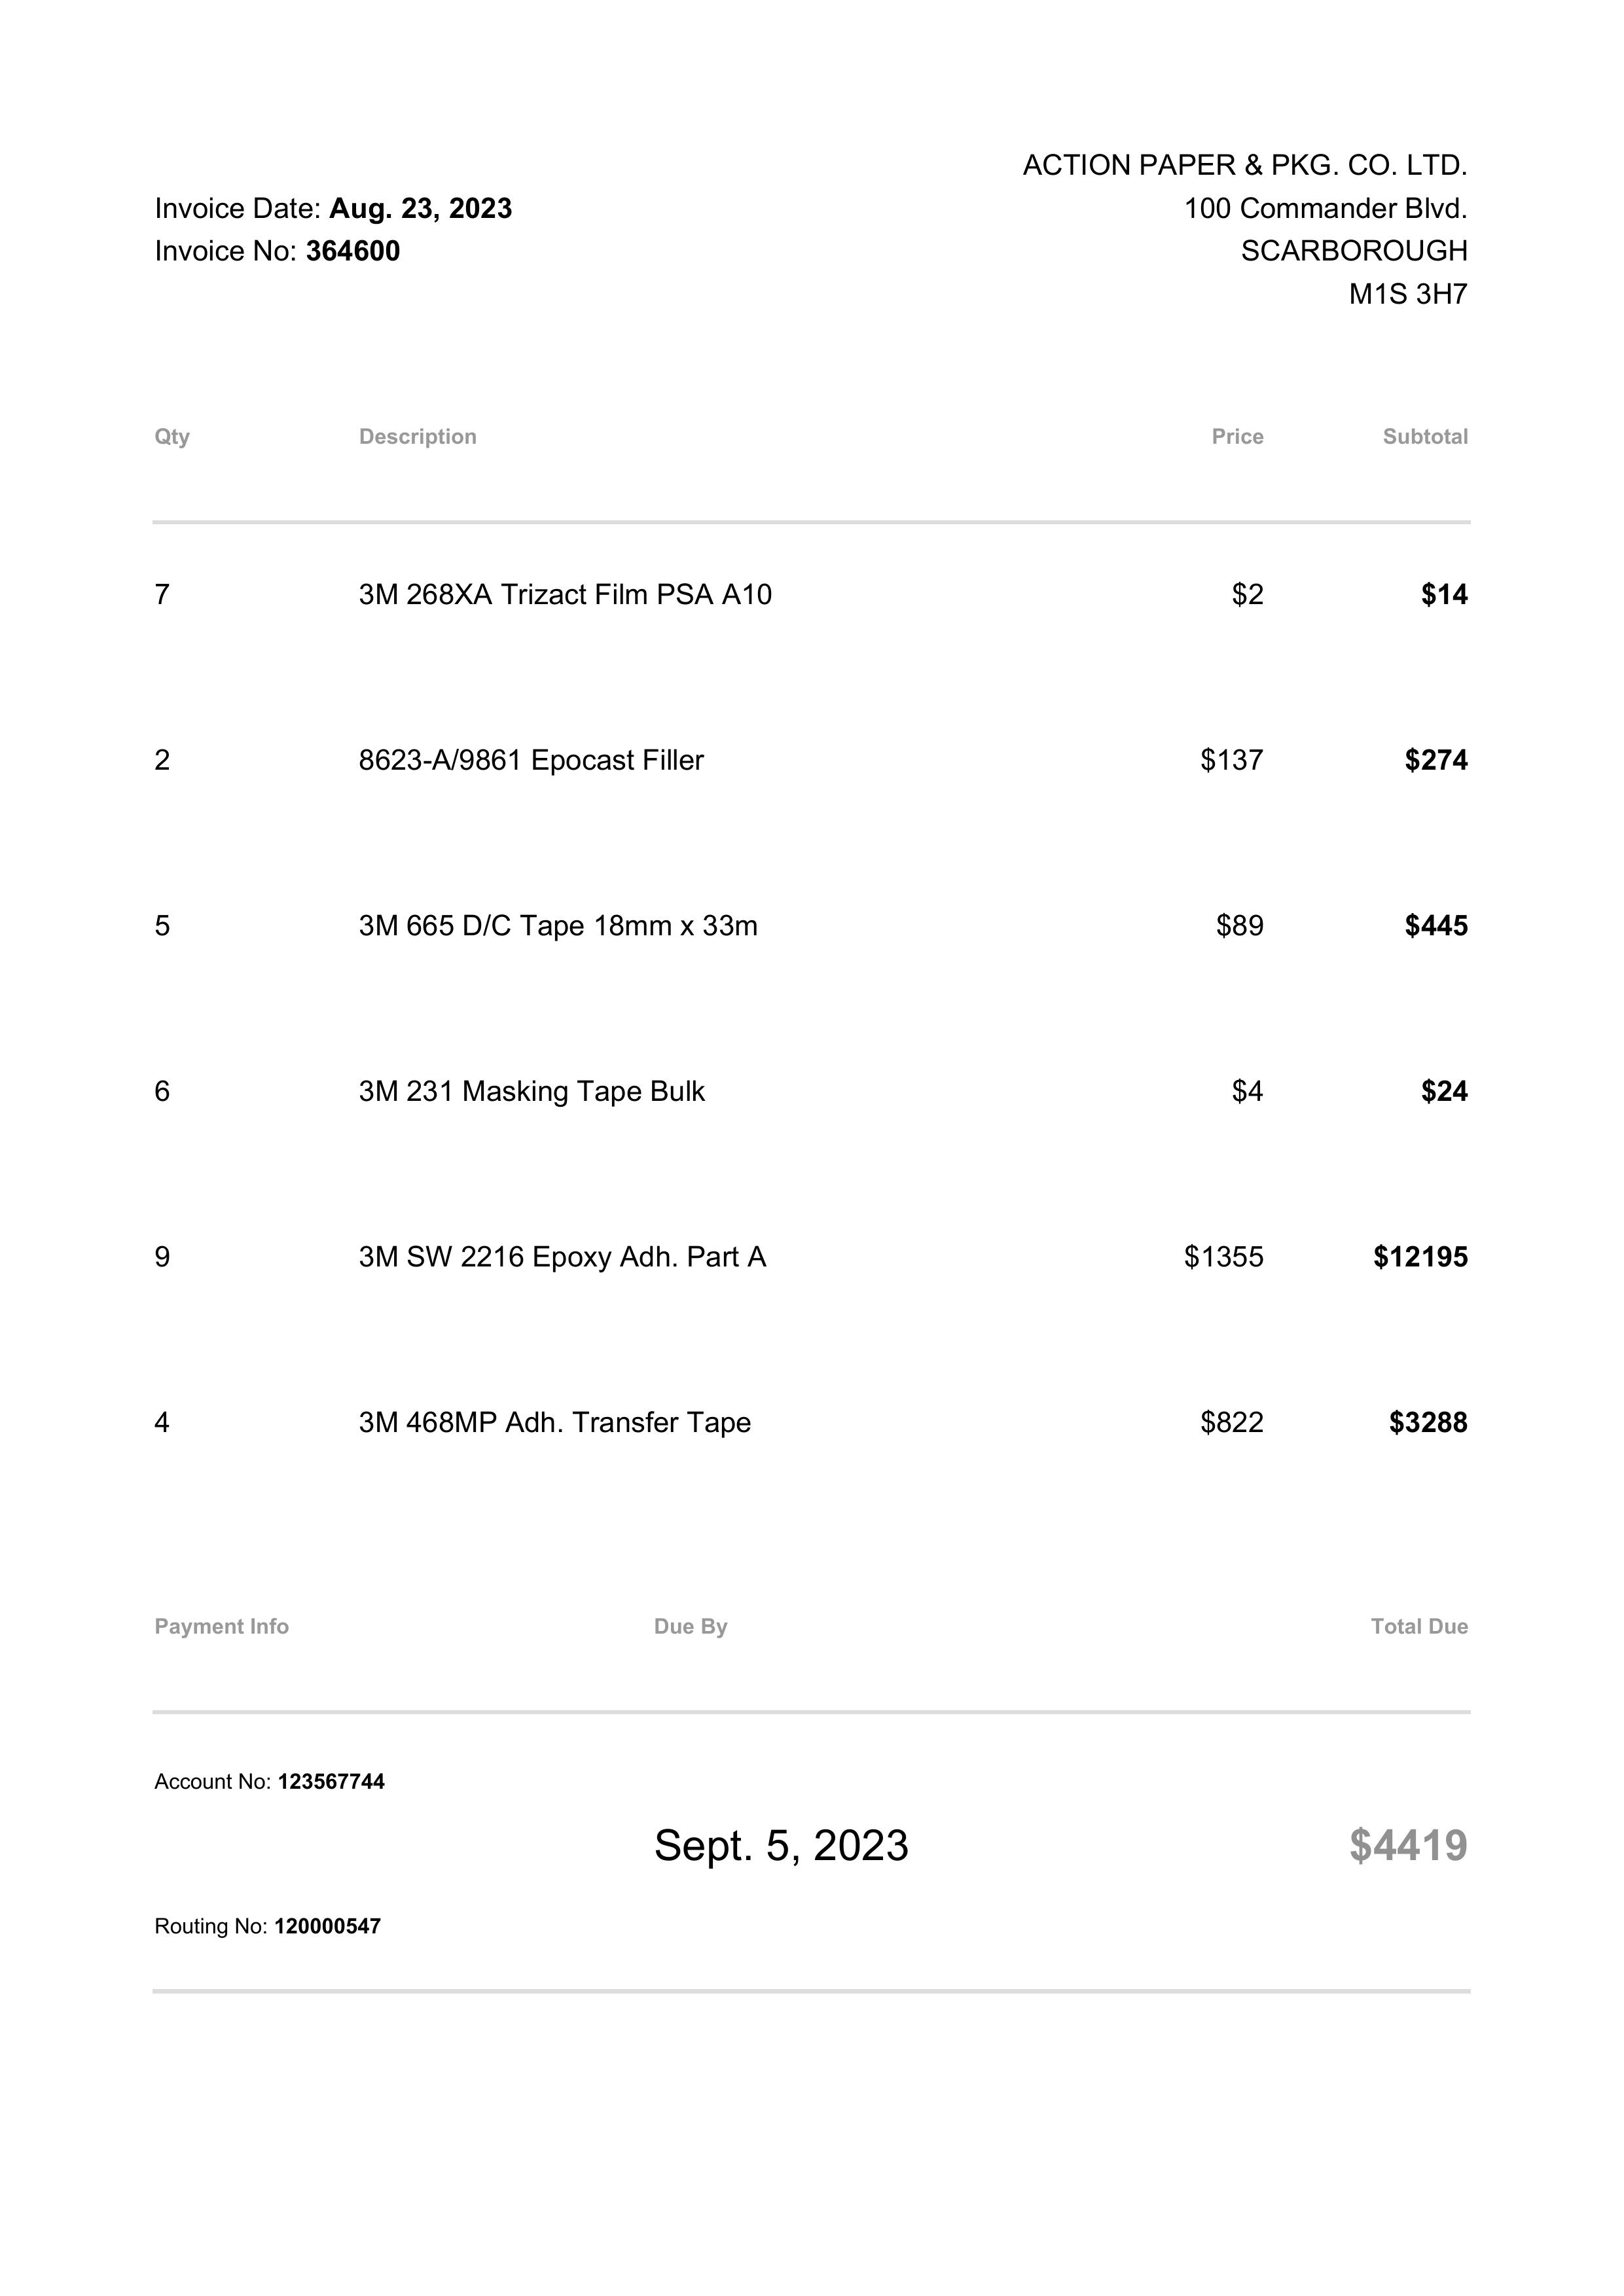 ACTION PAPER & PKG. CO. LTD.
Invoice Date: Aug. 23, 2023 100 Commander Blvd.
Invoice No: 364600 SCARBOROUGH
M1S 3H7
Qty Description Price Subtotal
7 3M 268XA Trizact Film PSA A10 $2 $14
2 8623-A/9861 Epocast Filler $137 $274
5 3M 665 D/C Tape 18mm x 33m $89 $445
6 3M 231 Masking Tape Bulk $4 $24
9 3M SW 2216 Epoxy Adh. Part A $1355 $12195
4 3M 468MP Adh. Transfer Tape $822 $3288
Payment Info Due By Total Due
Account No: 123567744
Sept. 5, 2023 $4419
Routing No: 120000547